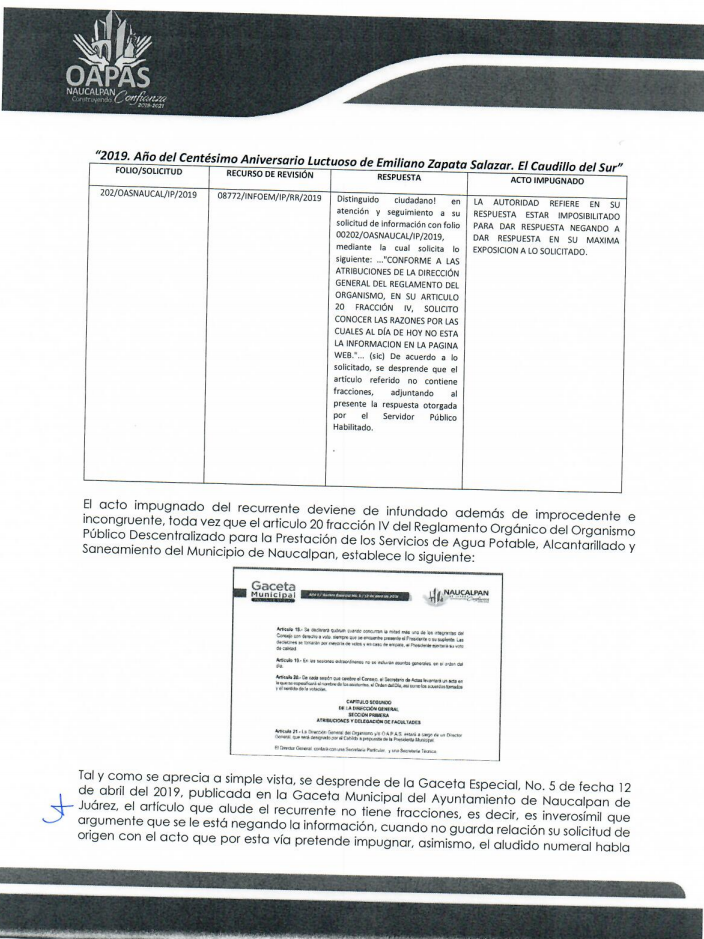 OAPAS
NAUCALPAN
Construyendo Confianza
2019-2021
"2019. Año del Centésimo Aniversario Luctuoso de Emiliano Zapata Salazar. El Caudillo del Sur"
FOLIO/SOLICITUD
RECURSO DE REVISIÓN
RESPUESTA
ACTO IMPUGNADO
202/OASNAUCAL/IP/2019
08772/INFOEM/IP/RR/2019
Distinguido ciudadano! en
atención y seguimiento a su
solicitud de información con folio
00202/OASNAUCAL/IP/2019,
mediante la cual solicita lo
siguiente: ..."CONFORME A LAS
ATRIBUCIONES DE LA DIRECCIÓN
GENERAL DEL REGLAMENTO DEL
ORGANISMO, EN SU ARTICULO
20 FRACCIÓN IV, SOLICITO
CONOCER LAS RAZONES POR LAS
CUALES AL DÍA DE HOY NO ESTA
LA INFORMACION EN LA PAGINA
WEB."... (sic) De acuerdo a lo
solicitado, se desprende que el
artículo referido no contiene
fracciones, adjuntando al
presente la respuesta otorgada
por el Servidor Público
Habilitado.
LA AUTORIDAD REFIERE EN SU
RESPUESTA ESTAR IMPOSIBILITADO
PARA DAR RESPUESTA NEGANDO A
DAR RESPUESTA EN SU MAXIMA
EXPOSICION A LO SOLICITADO.
El acto impugnado del recurrente deviene de infundado además de improcedente e
incongruente, toda vez que el articulo 20 fracción IV del Reglamento Orgánico del Organismo
Público Descentralizado para la Prestación de los Servicios de Agua Potable, Alcantarillado y
Saneamiento del Municipio de Naucalpan, establece lo siguiente:
Gaceta
Municipal
NAUCALPAN
Artículo 18.- Se declarará quórum cuando concurran la mitad más uno de los integrantes del
Consejo con derecho a voto, siempre que se encuentre presente el Presidente o su suplente. Las
decisiones se tomarán por mayoría de votos y en caso de empate, el Presidente ejercerá su voto
de calidad.
Artículo 19.- En las sesiones extraordinarias no se incluirán asuntos generales, en el orden del
día.
Artículo 20.- De cada sesión que celebre el Consejo, el Secretario de Actas levantará un acta en
la que se especificará el nombre de los asistentes, el Orden del Día, así como los acuerdos tomados
y el sentido de la votación.
CAPÍTULO SEGUNDO
DE LA DIRECCIÓN GENERAL
SECCIÓN PRIMERA
ATRIBUCIONES Y DELEGACIÓN DE FACULTADES
Artículo 21.- La Dirección General del Organismo y/o O.A.P.A.S. estará a cargo de un Director
General, que será designado por el Cabildo a propuesta de la Presidenta Municipal.
El Director General, contará con una Secretaría Particular y una Secretaría Técnica.
Tal y como se aprecia a simple vista, se desprende de la Gaceta Especial, No. 5 de fecha 12
de abril del 2019, publicada en la Gaceta Municipal del Ayuntamiento de Naucalpan de
Juárez, el artículo que alude el recurrente no tiene fracciones, es decir, es inverosímil que
argumente que se le está negando la información, cuando no guarda relación su solicitud de
origen con el acto que por esta vía pretende impugnar, asimismo, el aludido numeral habla